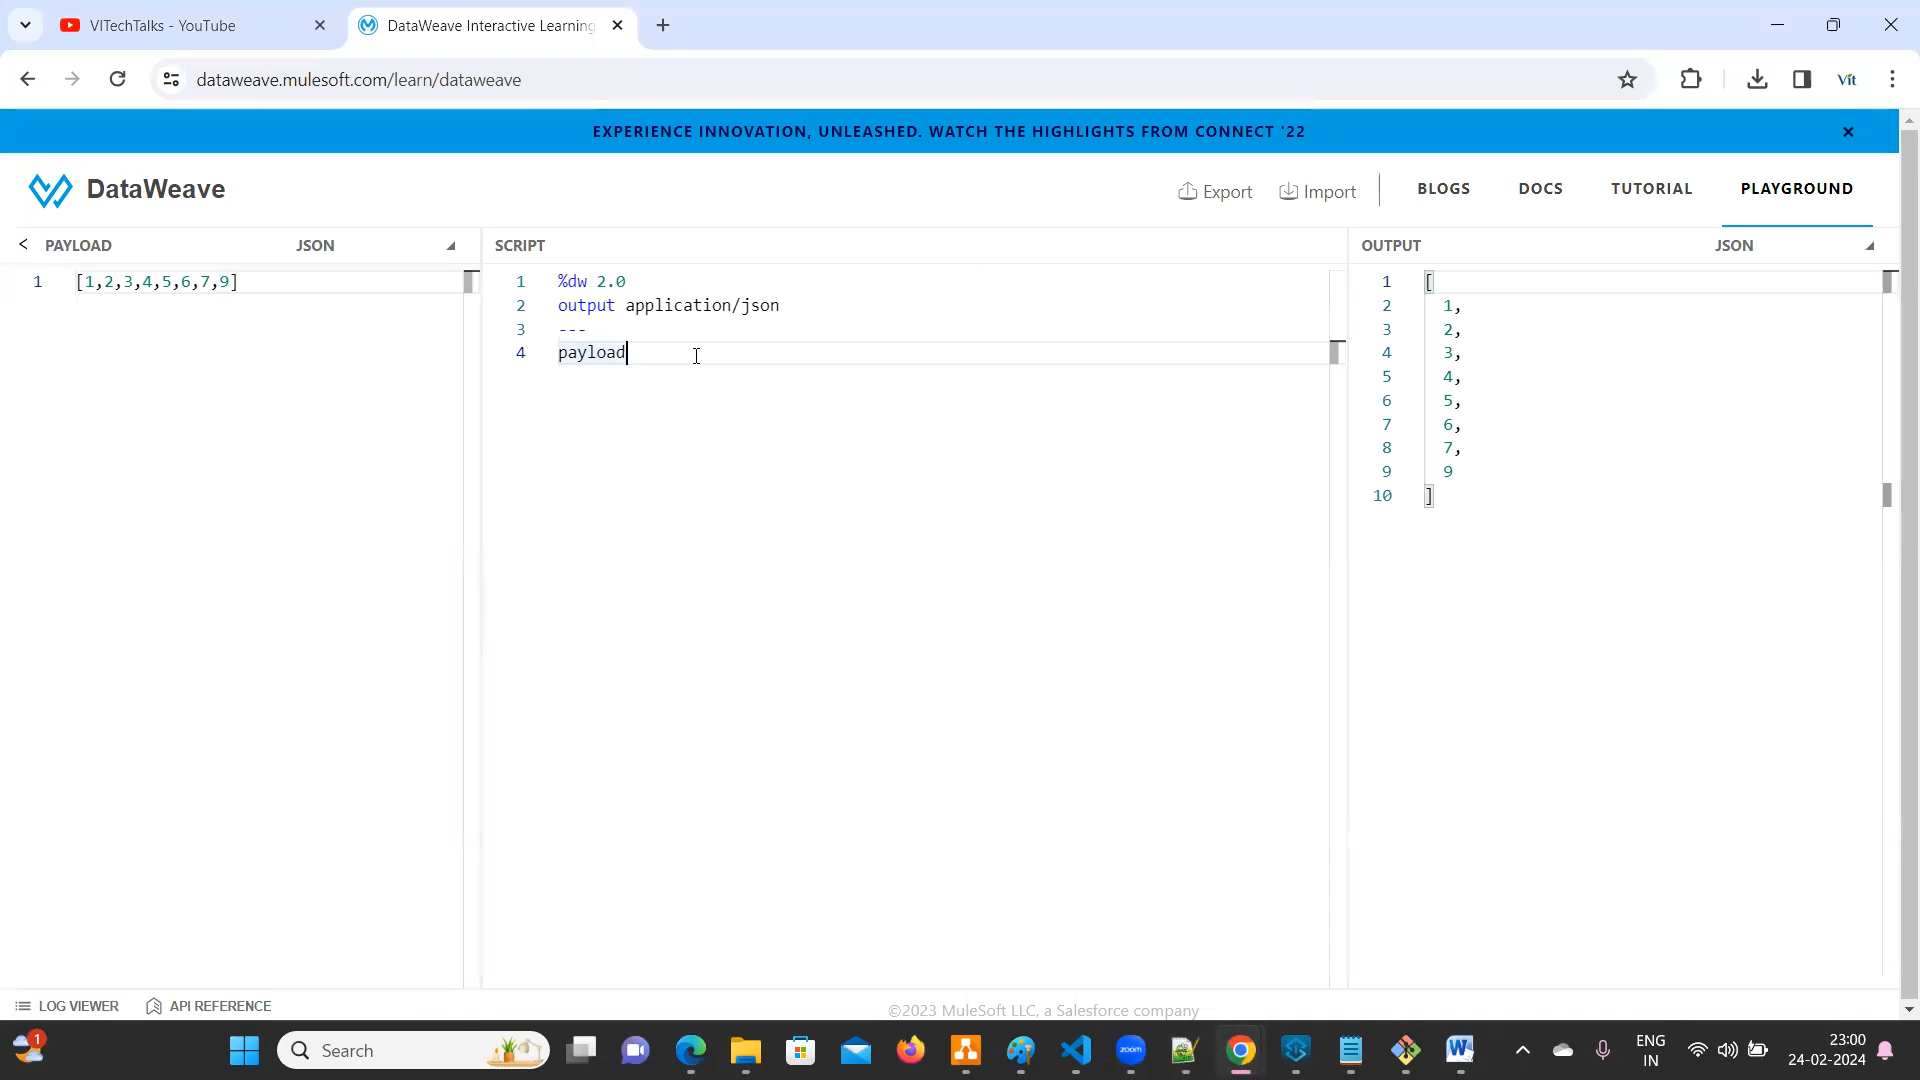 VITechTalks - YouTube
DataWeave Interactive Learning
dataweave.mulesoft.com/learn/dataweave
Vit
EXPERIENCE INNOVATION, UNLEASHED. WATCH THE HIGHLIGHTS FROM CONNECT '22
DataWeave
Export
Import
BLOGS
DOCS
TUTORIAL
PLAYGROUND
PAYLOAD
JSON
1 [1,2,3,4,5,6,7,9]
SCRIPT
1 %dw 2.0
2 output application/json
3 ---
4 payload
OUTPUT
JSON
1 [
2 1,
3 2,
4 3,
5 4,
6 5,
7 6,
8 7,
9 9
10 ]
LOG VIEWER
API REFERENCE
©2023 MuleSoft LLC, a Salesforce company
1
Search
zoom
ENG
IN
23:00
24-02-2024